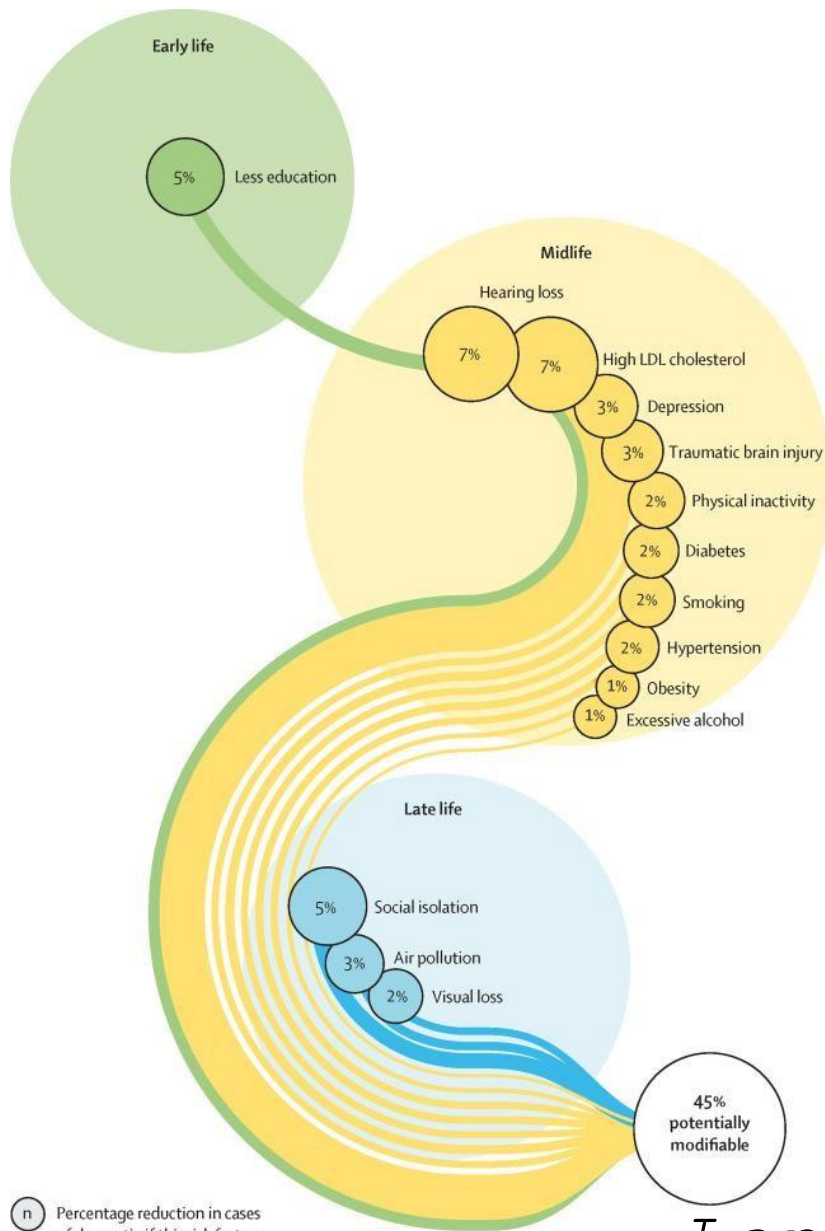 Early life
5%
Less education
Midlife
Hearing loss
7%
7%
High LDL cholesterol
3%
Depression
3%
Traumatic brain injury
2%
Physical inactivity
2%
Diabetes
2%
Smoking
2%
Hypertension
1%
Obesity
1%
Excessive alcohol
Late life
5%
Social isolation
3%
Air pollution
2%
Visual loss
45%
potentially
modifiable
n
Percentage reduction in cases